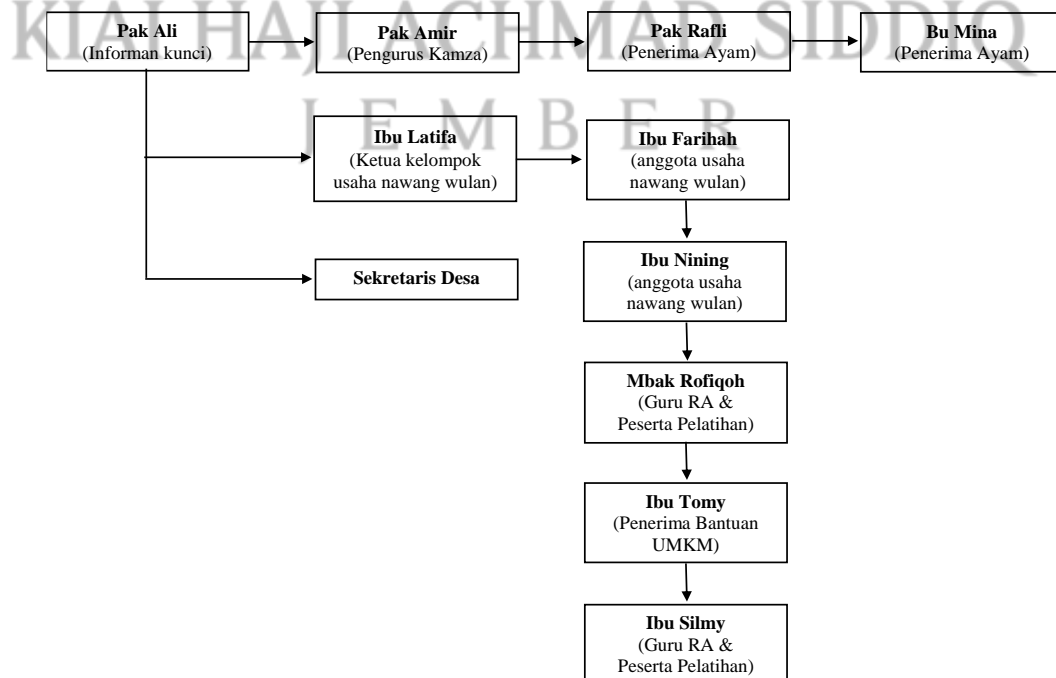 KIAI HAJI ACHMAD SIDDIQ
JEMBER
Pak Ali
(Informan kunci)
Pak Amir
(Pengurus Kamza)
Pak Rafli
(Penerima Ayam)
Bu Mina
(Penerima Ayam)
Ibu Latifa
(Ketua kelompok
usaha nawang wulan)
Ibu Farihah
(anggota usaha
nawang wulan)
Sekretaris Desa
Ibu Nining
(anggota usaha
nawang wulan)
Mbak Rofiqoh
(Guru RA &
Peserta Pelatihan)
Ibu Tomy
(Penerima Bantuan
UMKM)
Ibu Silmy
(Guru RA &
Peserta Pelatihan)